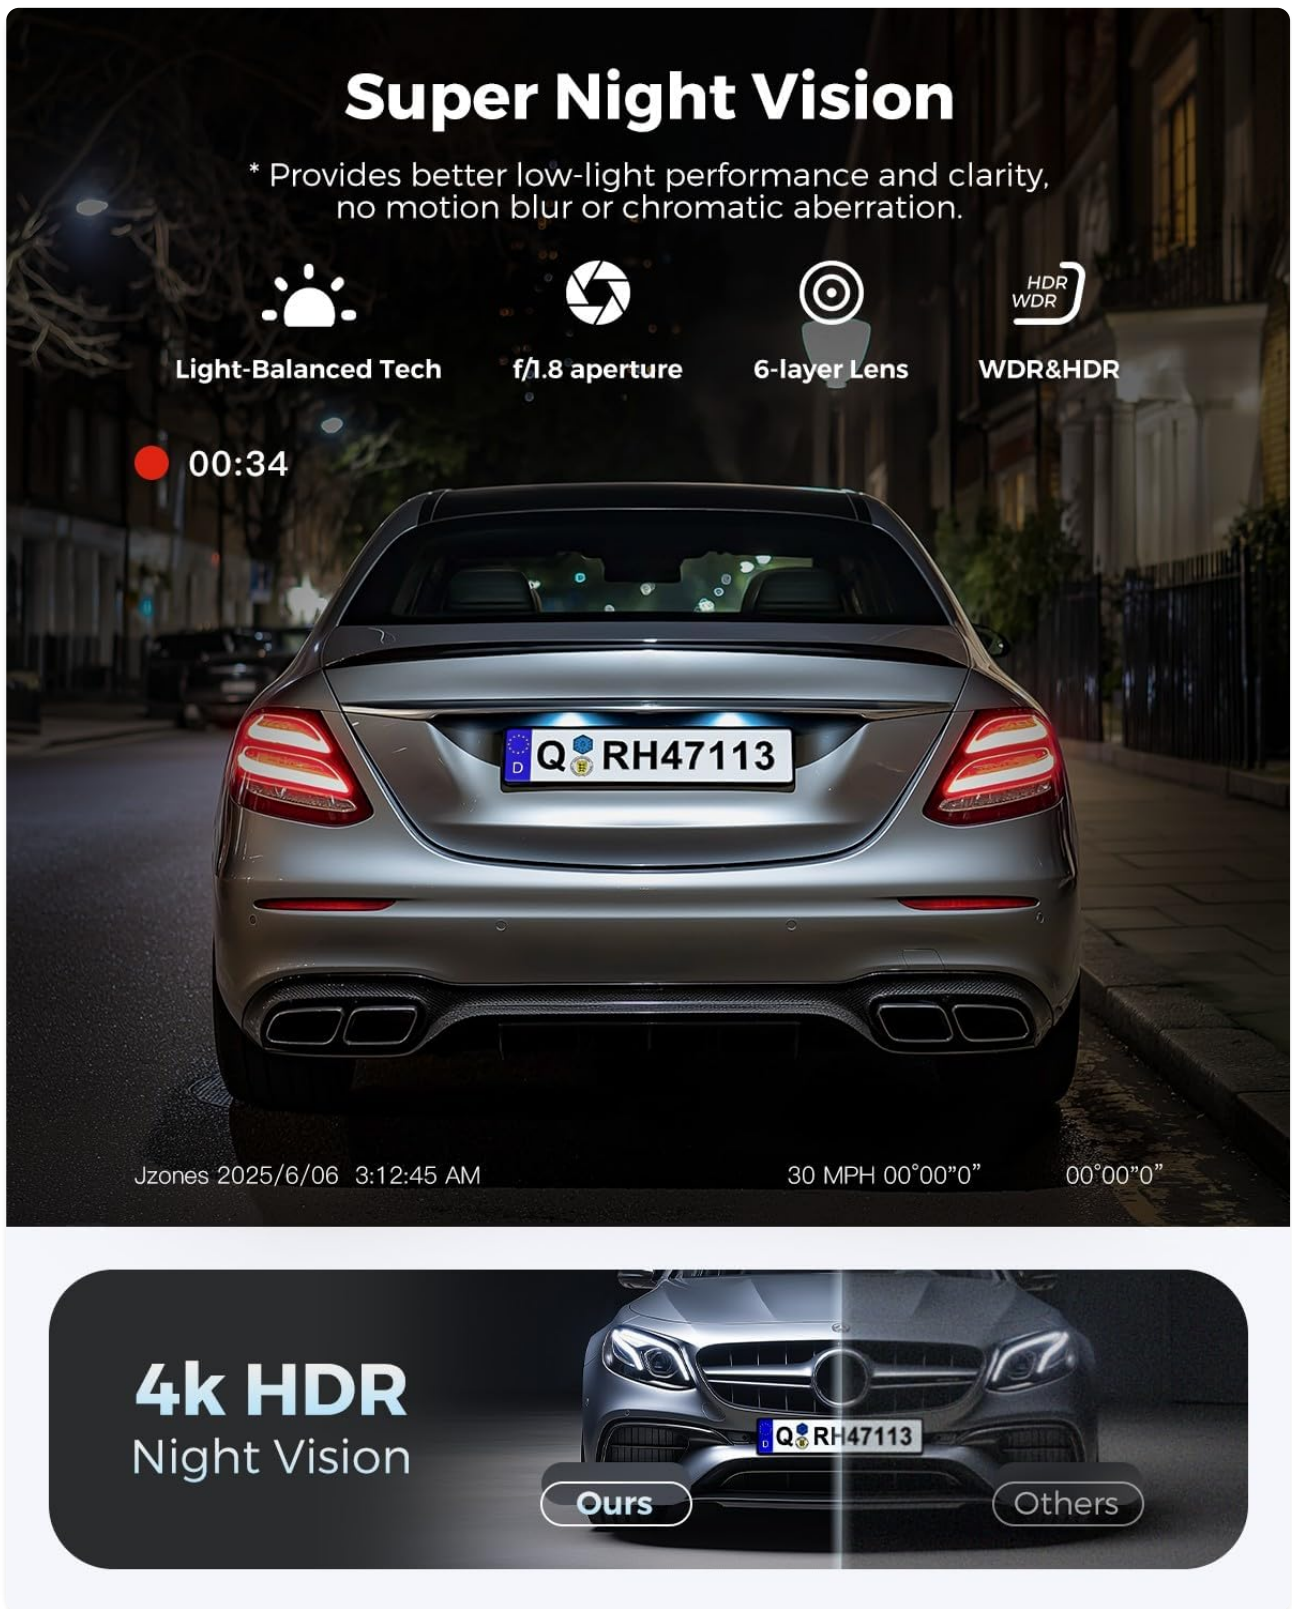 Super Night Vision
* Provides better low-light performance and clarity,
no motion blur or chromatic aberration.
HDR
WDR
Light-Balanced Tech
f/1.8 aperture
6-layer Lens
WDR&HDR
00:34
D
Q RH47113
Jzones 2025/6/06 3:12:45 AM
30 MPH 00°00”0”
00°00”0”
4k HDR
Night Vision
D
Q RH47113
Ours
Others